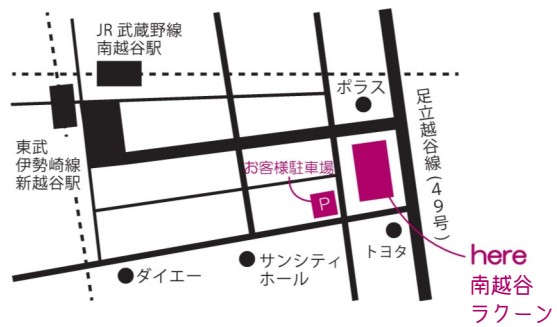 JR 武蔵野線
南越谷駅
ポラス
足立越谷線(49号)
東武
伊勢崎線
新越谷駅
お客様駐車場
P
トヨタ
here
南越谷
ラクーン
サンシティ
ホール
ダイエー